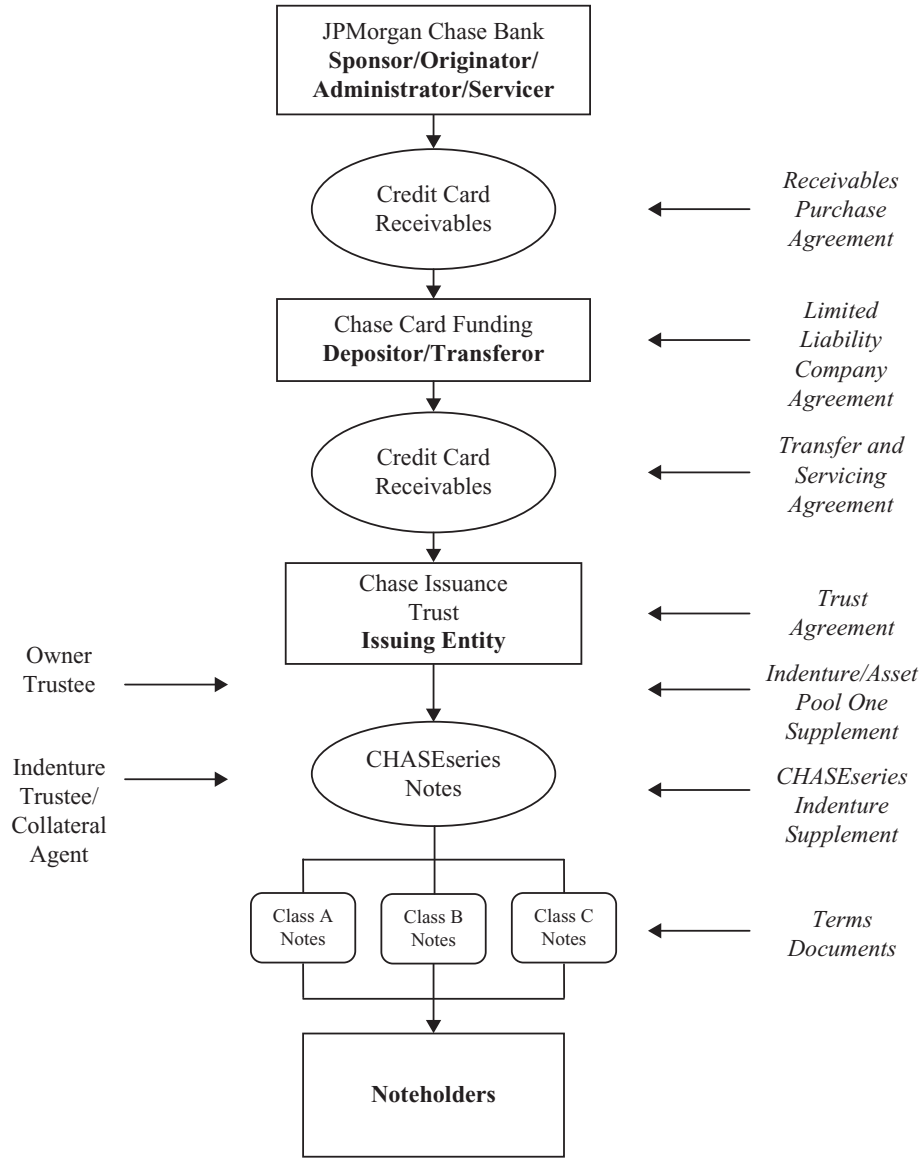 JPMorgan Chase Bank
Sponsor/Originator/
Administrator/Servicer
Credit Card
Receivables
Receivables
Purchase
Agreement
Chase Card Funding
Depositor/Transferor
Limited
Liability
Company
Agreement
Credit Card
Receivables
Transfer and
Servicing
Agreement
Chase Issuance
Trust
Issuing Entity
Trust
Agreement
Owner
Trustee
Indenture/Asset
Pool One
Supplement
CHASEseries
Notes
Indenture
Trustee/
Collateral
Agent
CHASEseries
Indenture
Supplement
Class A
Notes
Class B
Notes
Class C
Notes
Terms
Documents
Noteholders